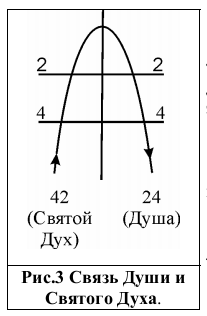 2 2
4 4
42 24
(Святой (Душа)
Дух)
Рис.3 Связь Души и
Святого Духа.